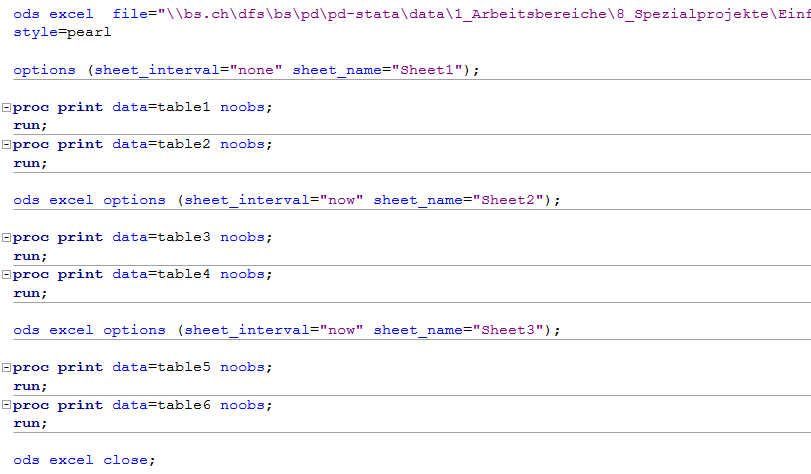 ods excel  file="\\bs.ch\dfs\bs\pd\pd-stata\data\1_Arbeitsbereiche\8_Spezialprojekte\Einf
style=pearl
options (sheet_interval="none" sheet_name="Sheet1");
proc print data=table1 noobs;
run;
proc print data=table2 noobs;
run;
ods excel options (sheet_interval="now" sheet_name="Sheet2");
proc print data=table3 noobs;
run;
proc print data=table4 noobs;
run;
ods excel options (sheet_interval="now" sheet_name="Sheet3");
proc print data=table5 noobs;
run;
proc print data=table6 noobs;
run;
ods excel close;